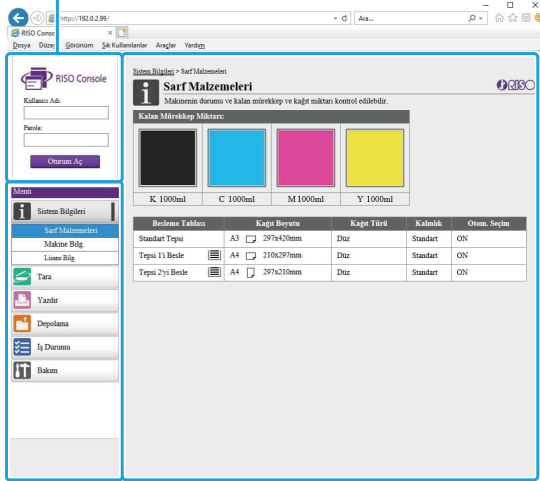 http://192.0.2.99/
Ara...
RISO Conso
Dosya Düze Görünüm Sık Kullanılanlar Araçlar Yardım
RISO Console
Kullanıcı Adı:
Parola:
Oturum Aç
Menü
Sistem Bilgileri
Sarf Malzemeleri
Makine Bilg.
Lisans Bilg.
Tara
Yazdır
Depolama
İş Durumu
Bakım
Sistem Bilgileri > Sarf Malzemeleri
Sarf Malzemeleri
RISO
Makinenin durumu ve kalan mürekkep ve kağıt miktarı kontrol edilebilir.
Kalan Mürekkep Miktarı:
K 1000ml C 1000ml M 1000ml Y 1000ml
Besleme Tablası Kağıt Boyutu Kağıt Türü Kalınlık Otom. Seçim
Standart Tepsi A3 297x420mm Düz Standart ON
Tepsi 1'i Besle A4 210x297mm Düz Standart ON
Tepsi 2'yi Besle A4 297x210mm Düz Standart ON